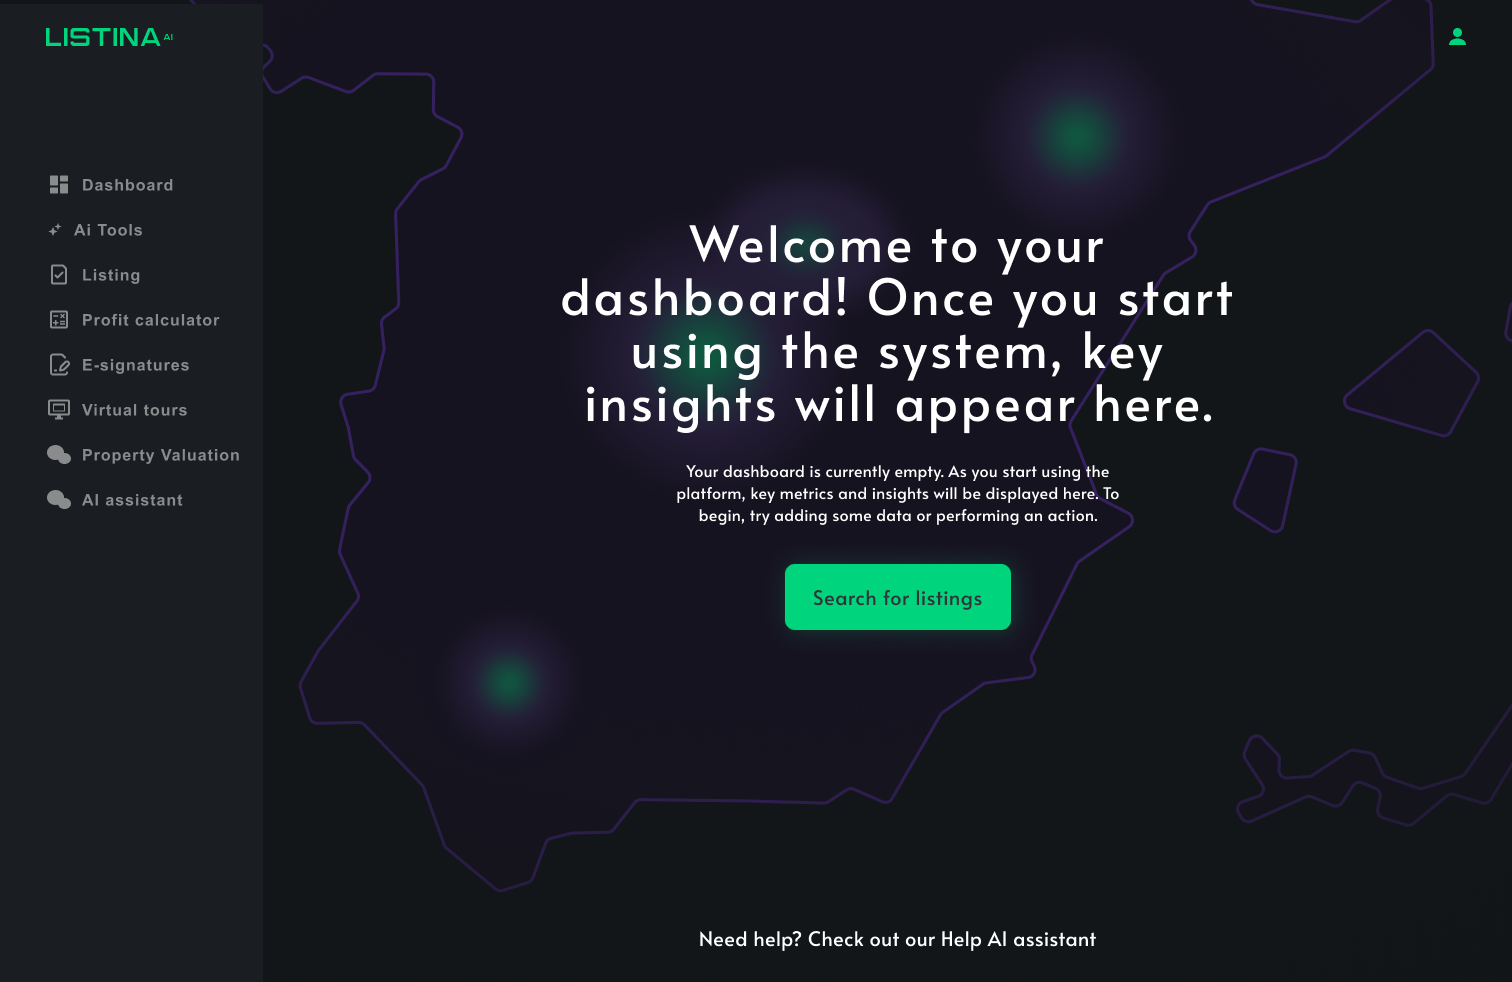 LISTINA AI
Dashboard
Ai Tools
Listing
Profit calculator
E-signatures
Virtual tours
Property Valuation
AI assistant
Welcome to your
dashboard! Once you start
using the system, key
insights will appear here.
Your dashboard is currently empty. As you start using the
platform, key metrics and insights will be displayed here. To
begin, try adding some data or performing an action.
Search for listings
Need help? Check out our Help AI assistant